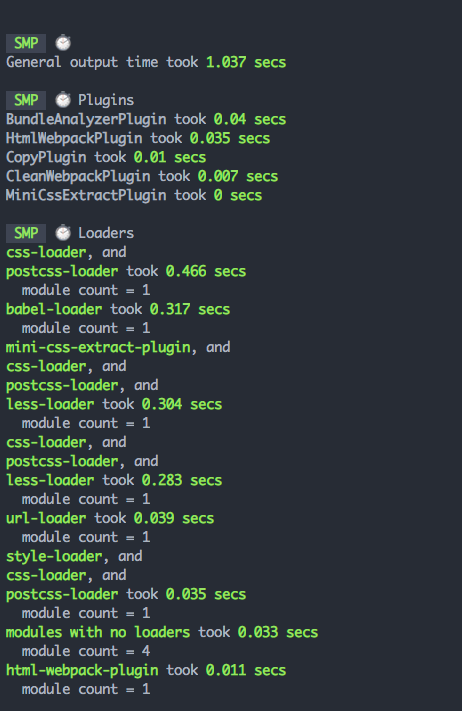 SMP ⏱
General output time took 1.037 secs
SMP ⏱ Plugins
BundleAnalyzerPlugin took 0.04 secs
HtmlWebpackPlugin took 0.035 secs
CopyPlugin took 0.01 secs
CleanWebpackPlugin took 0.007 secs
MiniCssExtractPlugin took 0 secs
SMP ⏱ Loaders
css-loader, and
postcss-loader took 0.466 secs
  module count = 1
babel-loader took 0.317 secs
  module count = 1
mini-css-extract-plugin, and
css-loader, and
postcss-loader, and
less-loader took 0.304 secs
  module count = 1
css-loader, and
postcss-loader, and
less-loader took 0.283 secs
  module count = 1
url-loader took 0.039 secs
  module count = 1
style-loader, and
css-loader, and
postcss-loader took 0.035 secs
  module count = 1
modules with no loaders took 0.033 secs
  module count = 4
html-webpack-plugin took 0.011 secs
  module count = 1